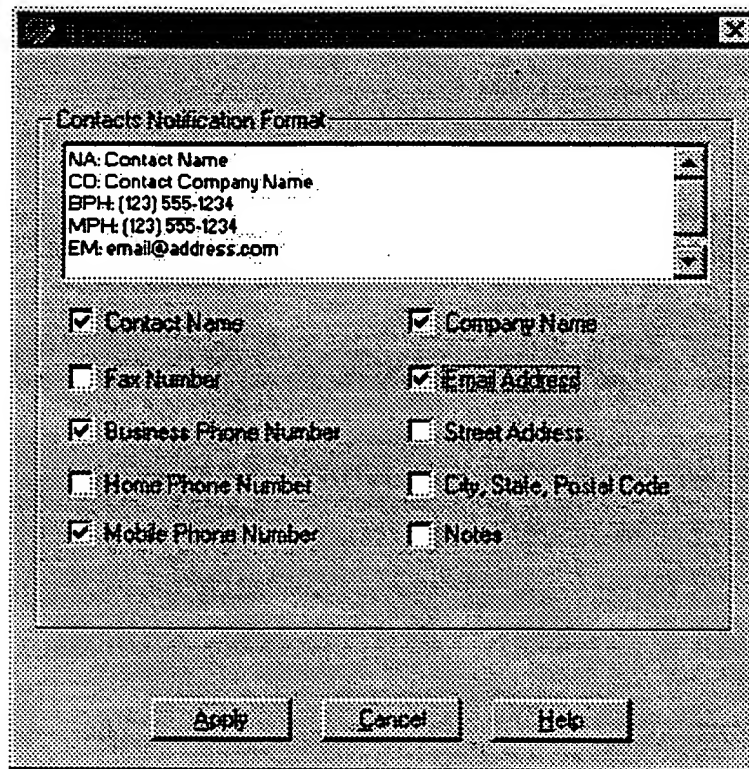 Contacts Notification Format
NA: Contact Name
CO: Contact Company Name
BPH: (123) 555-1234
MPH: (123) 555-1234
EM: email@address.com
Contact Name
Company Name
Fax Number
Email Address
Business Phone Number
Street Address
Home Phone Number
City, State, Postal Code
Mobile Phone Number
Notes
Apply
Cancel
Help